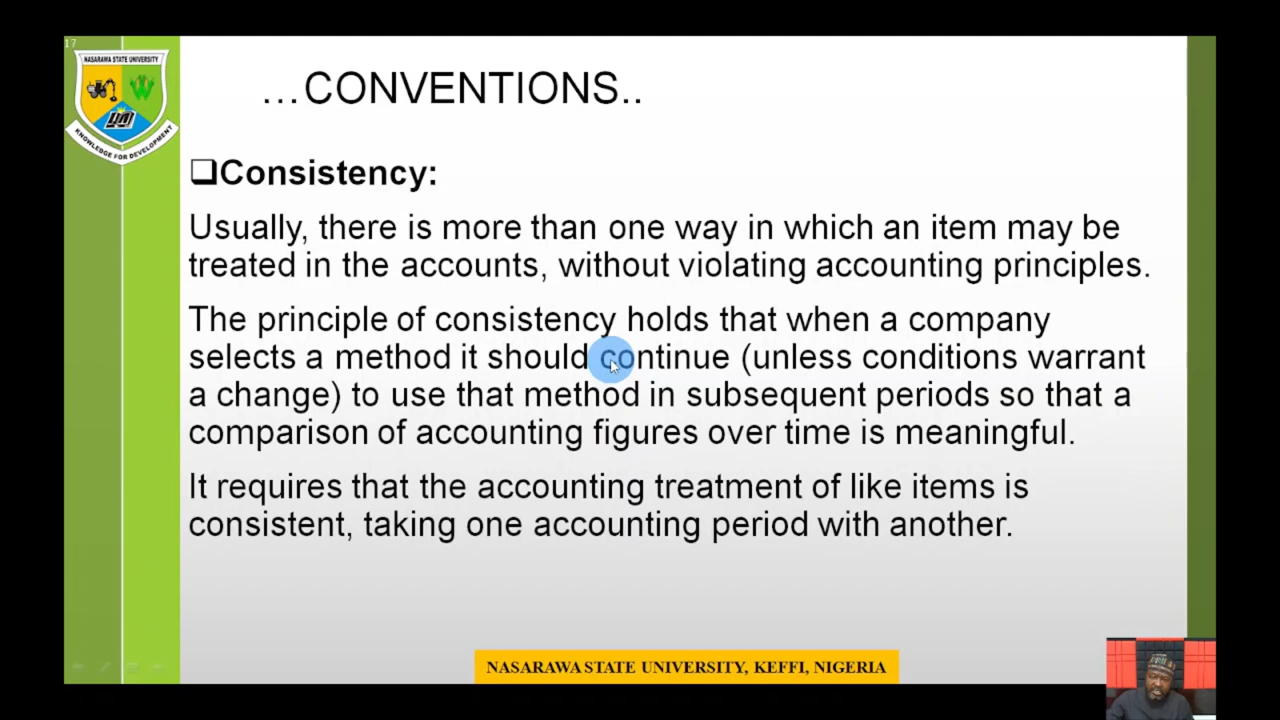 17
NASARAWA STATE UNIVERSITY
KNOWLEDGE FOR DEVELOPMENT
...CONVENTIONS..
❑Consistency:
Usually, there is more than one way in which an item may be
treated in the accounts, without violating accounting principles.
The principle of consistency holds that when a company
selects a method it should continue (unless conditions warrant
a change) to use that method in subsequent periods so that a
comparison of accounting figures over time is meaningful.
It requires that the accounting treatment of like items is
consistent, taking one accounting period with another.
NASARAWA STATE UNIVERSITY, KEFFI, NIGERIA